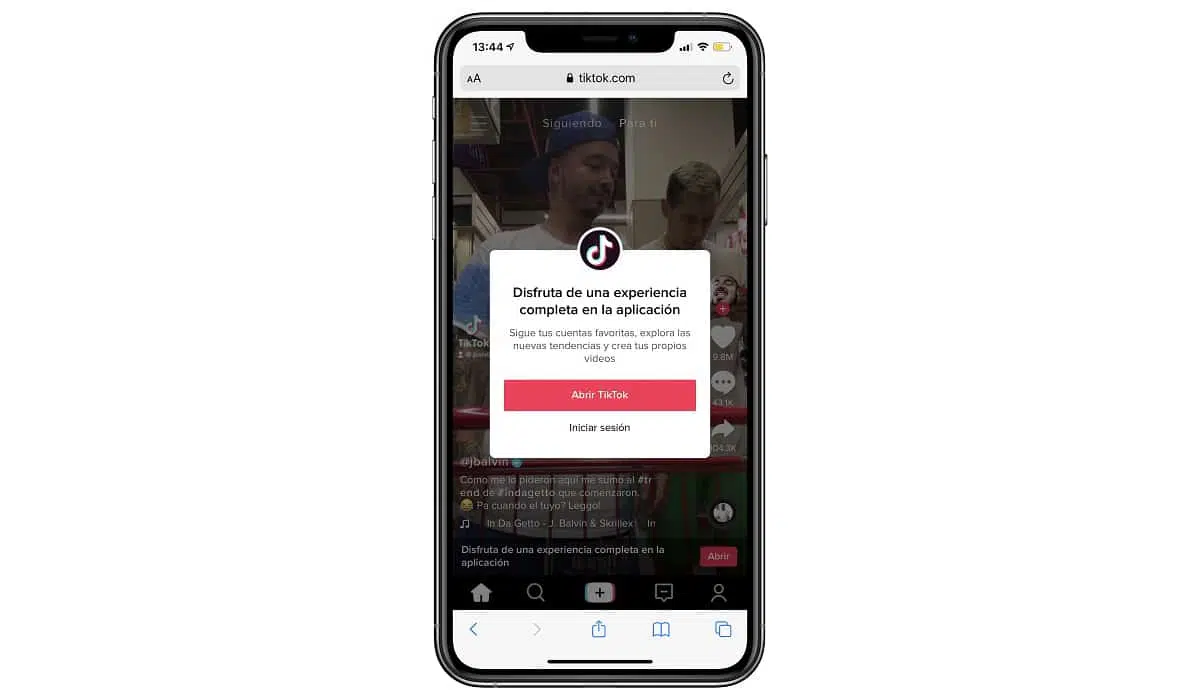 13:44
AA
tiktok.com
Siguiendo
Para ti
Disfruta de una experiencia
completa en la aplicación
Sigue tus cuentas favoritas, explora las
nuevas tendencias y crea tus propios
videos
TikTok
9.8M
Abrir TikTok
43.1K
Iniciar sesión
104.3K
@jbalvin
Cómo me lo pidieron aquí me sumo al #tr
end de #indagetto que comenzaron.
😂 Pa cuando el tuyo? Leggo!
In Da Getto - J. Balvin & Skrillex
In
Disfruta de una experiencia completa en la
aplicación
Abrir